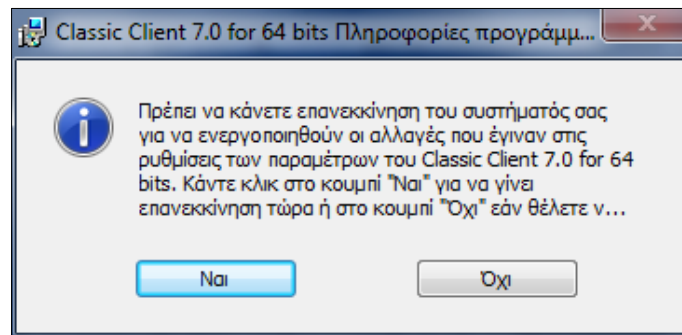 Classic Client 7.0 for 64 bits Πληροφορίες προγράμμ...
Πρέπει να κάνετε επανεκκίνηση του συστήματός σας
για να ενεργοποιηθούν οι αλλαγές που έγιναν στις
ρυθμίσεις των παραμέτρων του Classic Client 7.0 for 64
bits. Κάντε κλικ στο κουμπί "Ναι" για να γίνει
επανεκκίνηση τώρα ή στο κουμπί "Όχι" εάν θέλετε ν...
Ναι Όχι